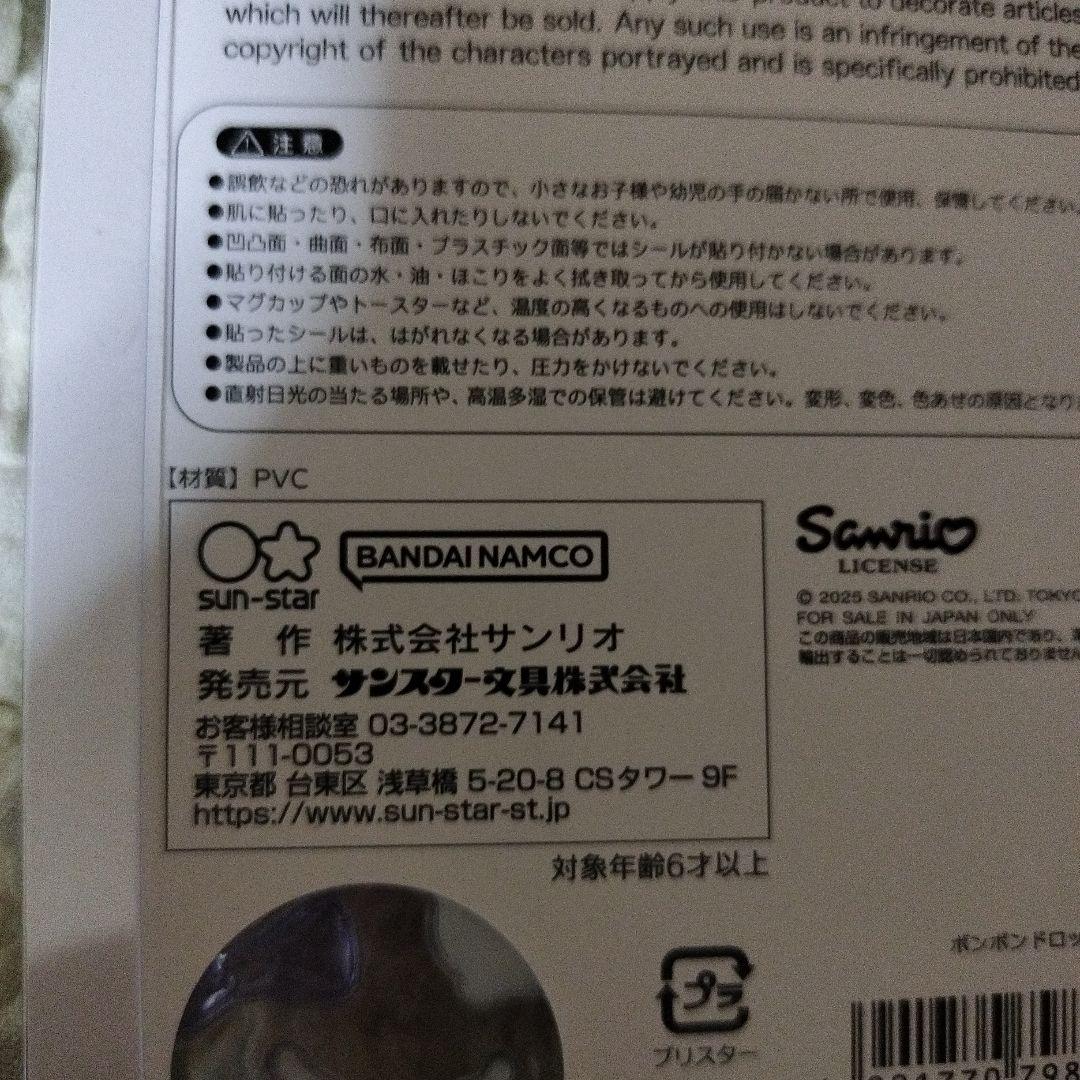 product to decorate articles
which will thereafter be sold. Any such use is an infringement of the
copyright of the characters portrayed and is specifically prohibited
注意
●誤飲などの恐れがありますので、小さなお子様や幼児の手の届かない所で使用、保管してください。
●肌に貼ったり、口に入れたりしないでください。
●凹凸面・曲面・布面・プラスチック面等ではシールが貼り付かない場合があります。
●貼り付ける面の水・油・ほこりをよく拭き取ってから使用してください。
●マグカップやトースターなど、温度の高くなるものへの使用はしないでください。
●貼ったシールは、はがれなくなる場合があります。
●製品の上に重いものを載せたり、圧力をかけないでください。
●直射日光の当たる場所や、高温多湿での保管は避けてください。変形、変色、色あせの原因となり
【材質】PVC
sun-star
BANDAI NAMCO
著 作 株式会社サンリオ
発売元 サンスター文具株式会社
お客様相談室 03-3872-7141
〒111-0053
東京都 台東区 浅草橋 5-20-8 CSタワー 9F
https://www.sun-star-st.jp
Sanrio
LICENSE
© 2025 SANRIO CO., LTD. TOKYO
FOR SALE IN JAPAN ONLY
この商品の販売地域は日本国内であり、
輸出することは一切認められておりません
対象年齢6才以上
プラ
ブリスター
ボンボンドロッ